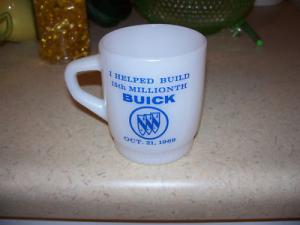 I HELPED BUILD
15th MILLIONTH
BUICK
OCT. 21, 1969